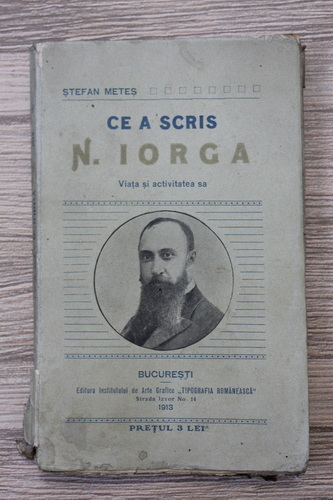 ȘTEFAN METEȘ
CE A SCRIS
N. IORGA
Viața și activitatea sa
BUCUREȘTI
Editura Institutului de Arte Grafice „TIPOGRAFIA ROMÂNEASCĂ"
Strada Izvor No. 14
1913
PREȚUL 3 LEI